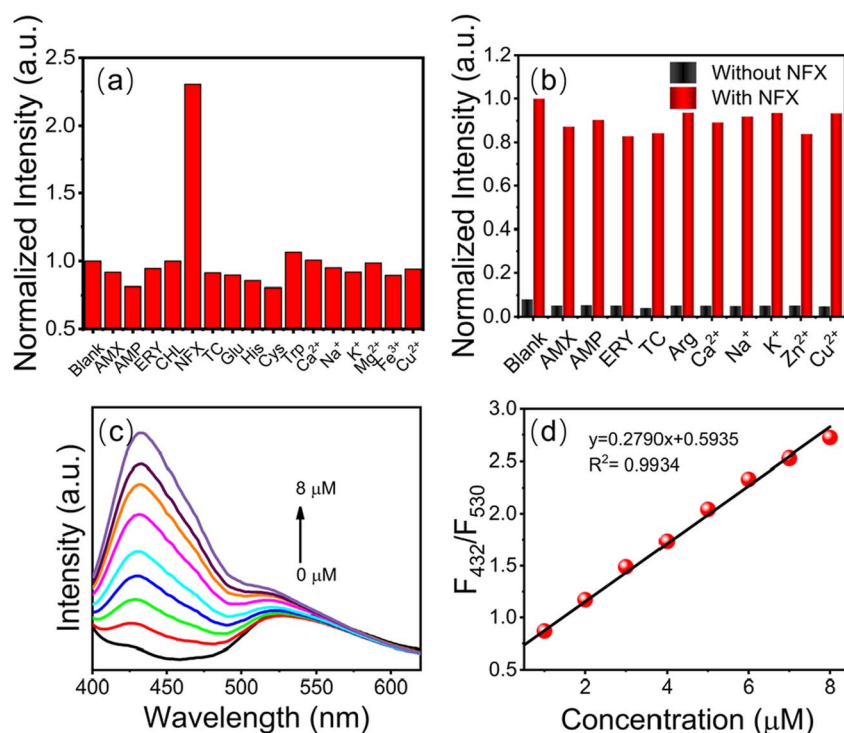 (a)
Normalized Intensity (a.u.)
2.5
2.0
1.5
1.0
0.5
Blank
AMX
AMP
ERY
CHL
NFX
TC
Glu
His
Cys
Trp
Ca²⁺
Na⁺
K⁺
Mg²⁺
Fe³⁺
Cu²⁺
(b)
Without NFX
With NFX
Normalized Intensity (a.u.)
1.2
1.0
0.8
0.6
0.4
0.2
0.0
Blank
AMX
AMP
ERY
TC
Arg
Ca²⁺
Na⁺
K⁺
Zn²⁺
Cu²⁺
(c)
Intensity (a.u.)
8 μM
0 μM
400 450 500 550 600
Wavelength (nm)
(d)
y=0.2790x+0.5935
R²= 0.9934
F₄₃₂/F₅₃₀
3.0
2.5
2.0
1.5
1.0
0.5
2 4 6 8
Concentration (μM)